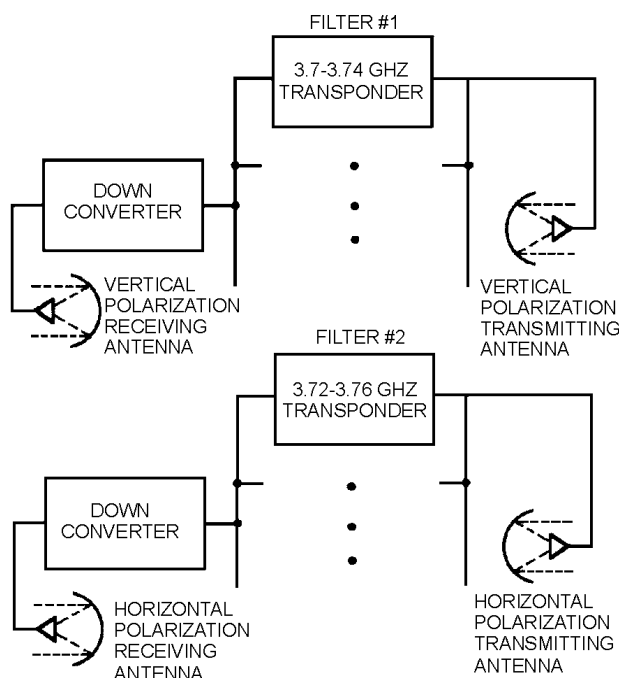 FILTER #1
3.7-3.74 GHZ
TRANSPONDER
DOWN
CONVERTER
VERTICAL
POLARIZATION
RECEIVING
ANTENNA
VERTICAL
POLARIZATION
TRANSMITTING
ANTENNA
FILTER #2
3.72-3.76 GHZ
TRANSPONDER
DOWN
CONVERTER
HORIZONTAL
POLARIZATION
RECEIVING
ANTENNA
HORIZONTAL
POLARIZATION
TRANSMITTING
ANTENNA